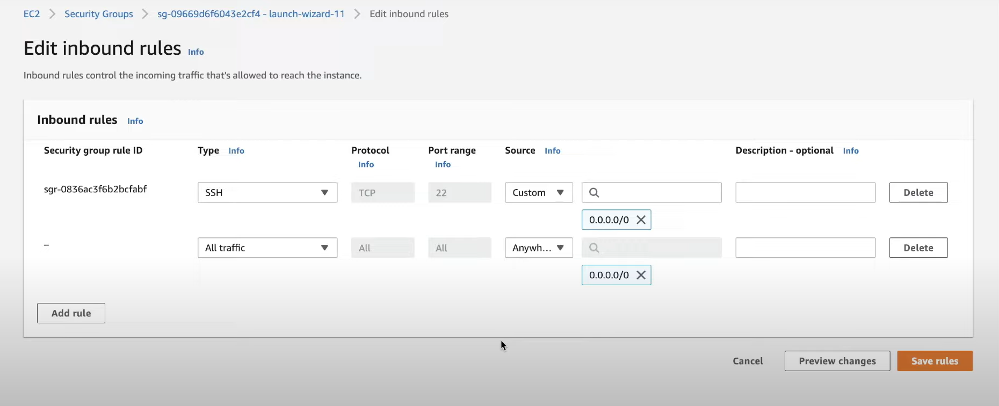 EC2 > Security Groups > sg-09669d6f6043e2cf4 - launch-wizard-11 > Edit inbound rules
Edit inbound rules Info
Inbound rules control the incoming traffic that's allowed to reach the instance.
Inbound rules Info
Security group rule ID Type Info Protocol Info Port range Info Source Info Description - optional Info
sgr-0836ac3f6b2bcfabf SSH TCP 22 Custom Delete
0.0.0.0/0
– All traffic All All Anywh... Delete
0.0.0.0/0
Add rule
Cancel Preview changes Save rules